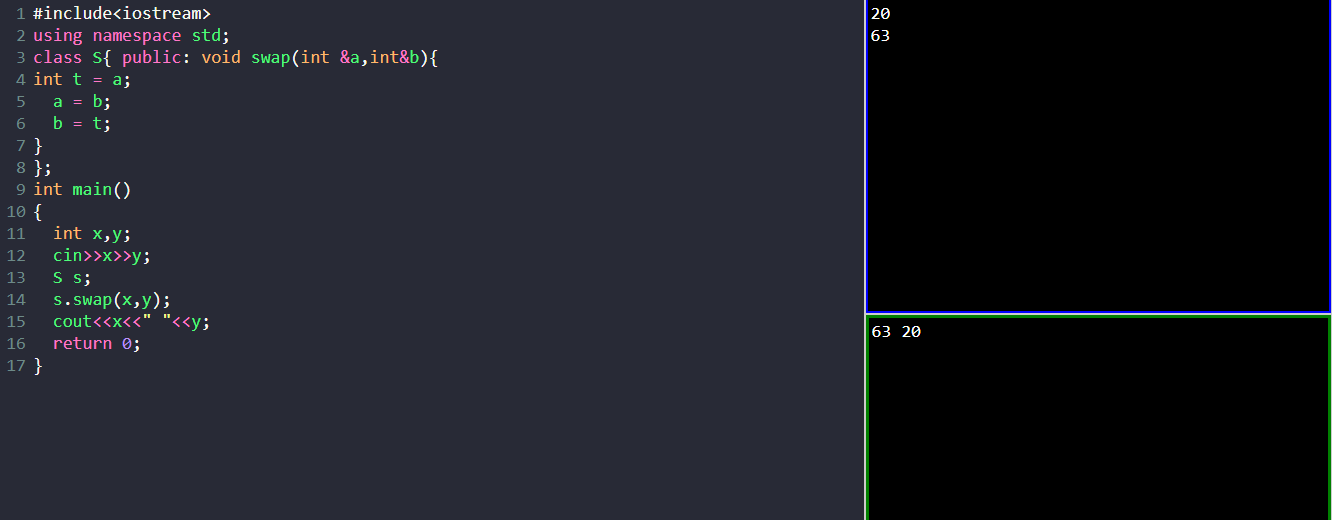 1 #include<iostream>
2 using namespace std;
3 class S{ public: void swap(int &a,int&b){
4 int t = a;
5   a = b;
6   b = t;
7 }
8 };
9 int main()
10 {
11   int x,y;
12   cin>>x>>y;
13   S s;
14   s.swap(x,y);
15   cout<<x<<" "<<y;
16   return 0;
17 }
20
63
63 20